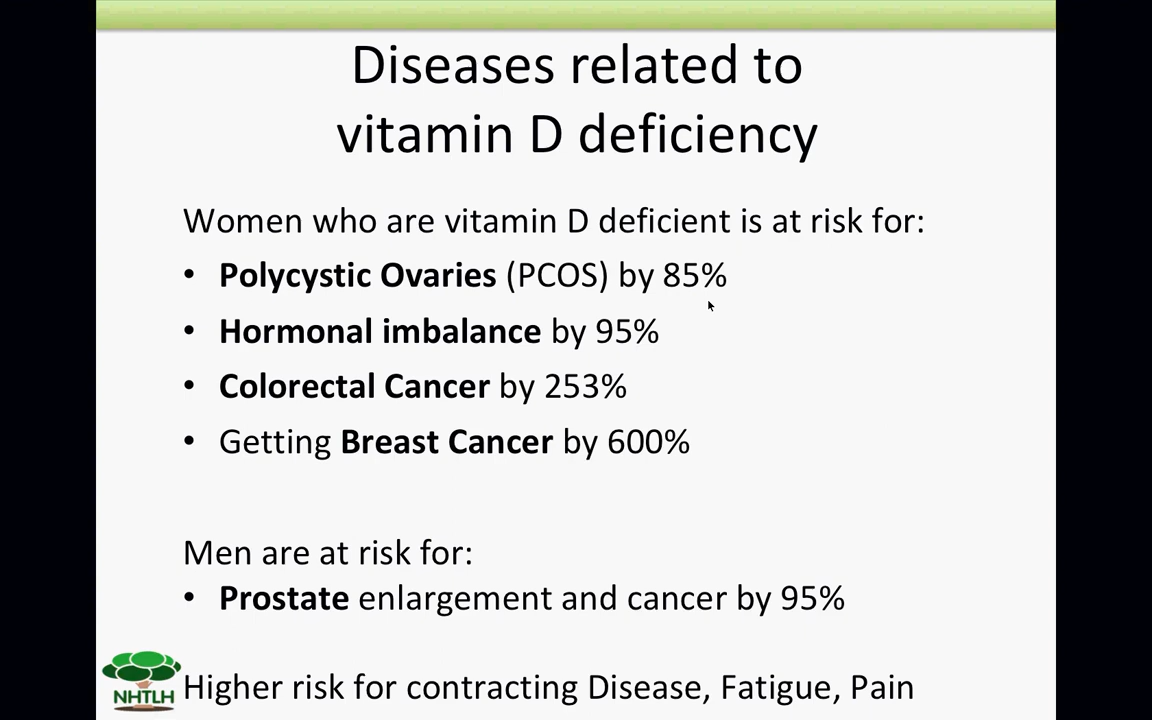 Diseases related to
vitamin D deficiency
Women who are vitamin D deficient is at risk for:
• Polycystic Ovaries (PCOS) by 85%
• Hormonal imbalance by 95%
• Colorectal Cancer by 253%
• Getting Breast Cancer by 600%
Men are at risk for:
• Prostate enlargement and cancer by 95%
Higher risk for contracting Disease, Fatigue, Pain
NHTLH